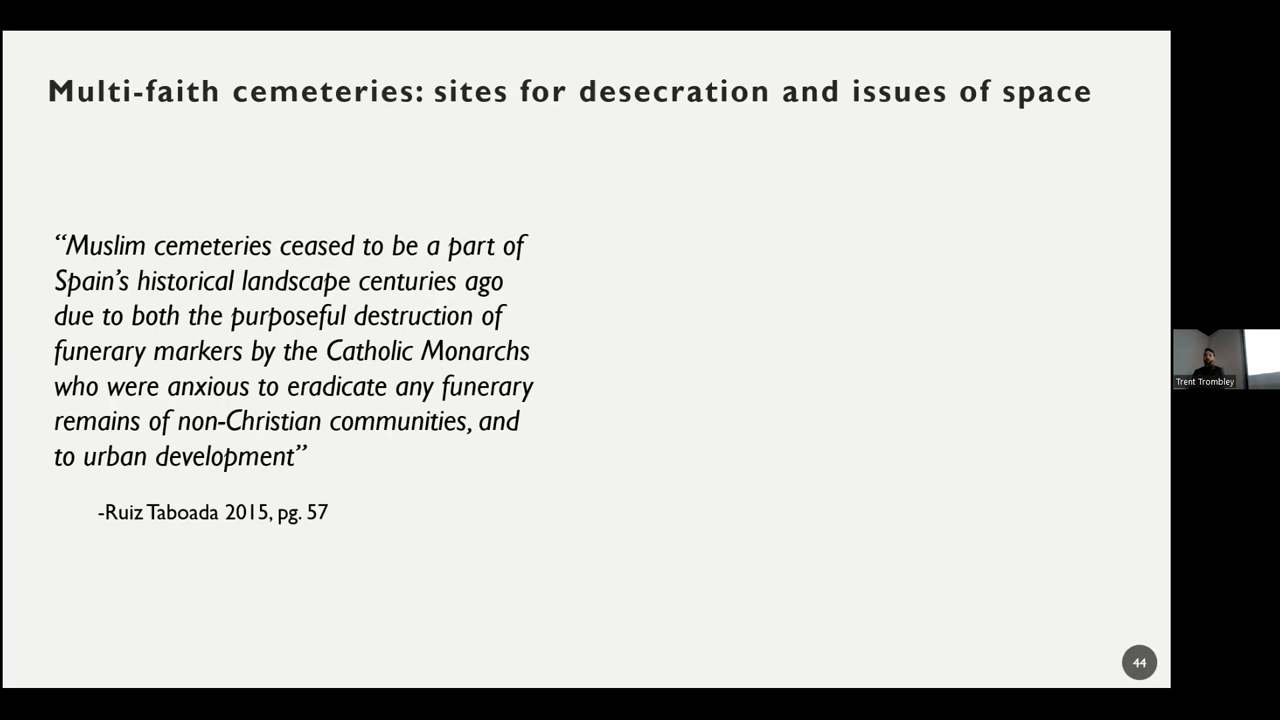 Multi-faith cemeteries: sites for desecration and issues of space
“Muslim cemeteries ceased to be a part of
Spain’s historical landscape centuries ago
due to both the purposeful destruction of
funerary markers by the Catholic Monarchs
who were anxious to eradicate any funerary
remains of non-Christian communities, and
to urban development”
-Ruiz Taboada 2015, pg. 57
Trent Trombley
44